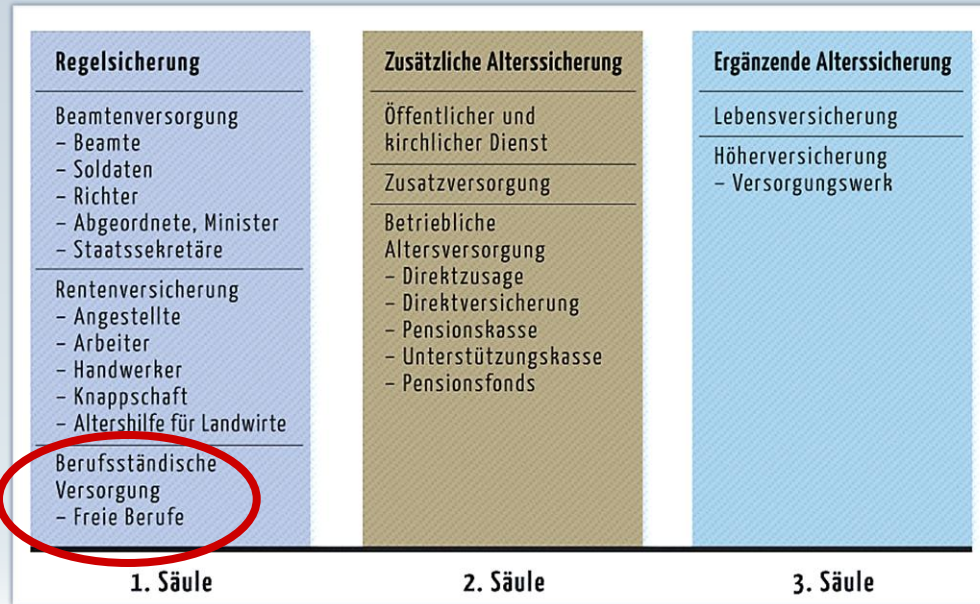 Regelsicherung
Beamtenversorgung
– Beamte
– Soldaten
– Richter
– Abgeordnete, Minister
– Staatssekretäre
Rentenversicherung
– Angestellte
– Arbeiter
– Handwerker
– Knappschaft
– Altershilfe für Landwirte
Berufsständische
Versorgung
– Freie Berufe
1. Säule
Zusätzliche Alterssicherung
Öffentlicher und
kirchlicher Dienst
Zusatzversorgung
Betriebliche
Altersversorgung
– Direktzusage
– Direktversicherung
– Pensionskasse
– Unterstützungskasse
– Pensionsfonds
2. Säule
Ergänzende Alterssicherung
Lebensversicherung
Höherversicherung
– Versorgungswerk
3. Säule